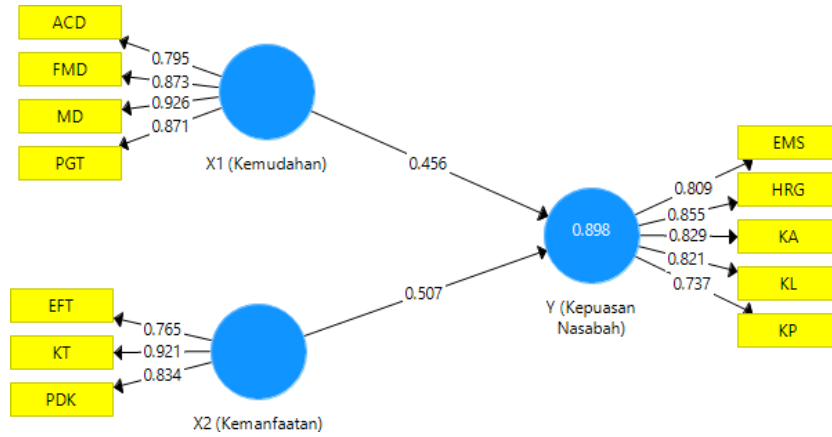 ACD
FMD
MD
PGT
0.795
0.873
0.926
0.871
X1 (Kemudahan)
0.456
EFT
KT
PDK
0.765
0.921
0.834
X2 (Kemanfaatan)
0.507
0.898
Y (Kepuasan
Nasabah)
0.809
0.855
0.829
0.821
0.737
EMS
HRG
KA
KL
KP